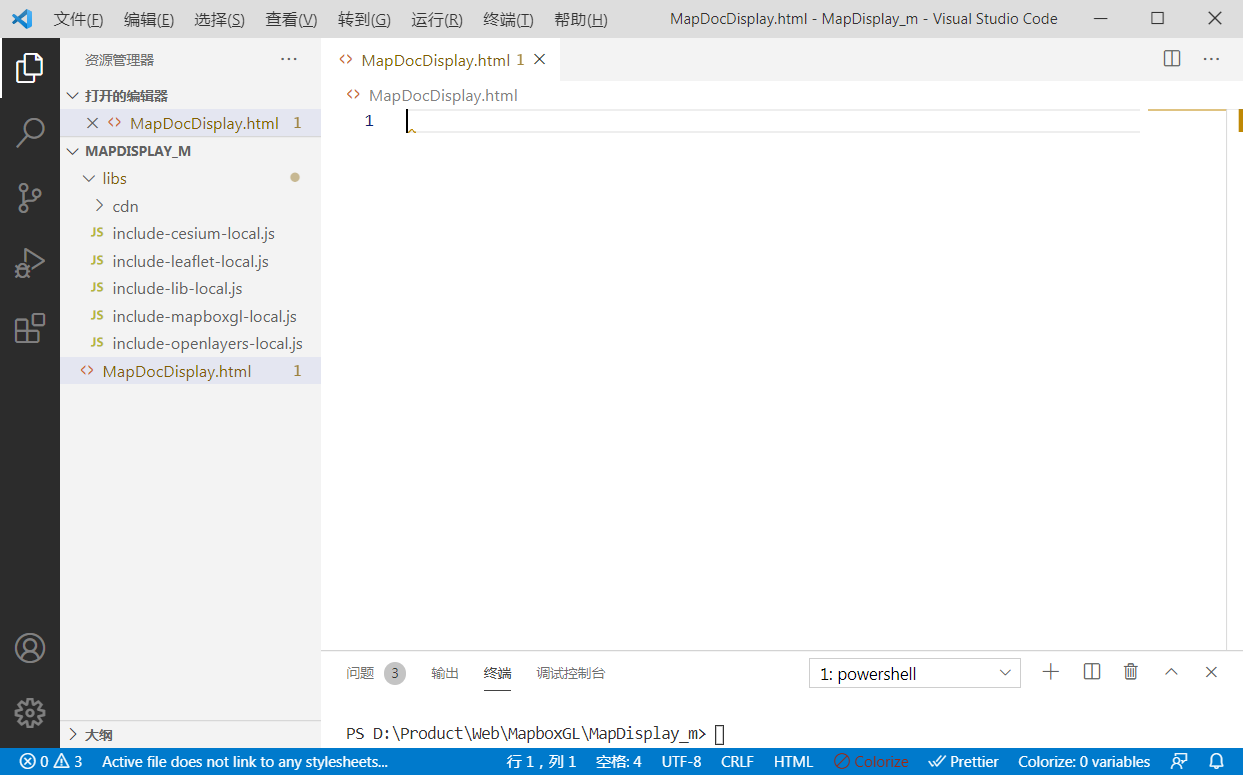 文件(F) 编辑(E) 选择(S) 查看(V) 转到(G) 运行(R) 终端(T) 帮助(H) MapDocDisplay.html - MapDisplay_m - Visual Studio Code
资源管理器
打开的编辑器
MapDocDisplay.html 1
MAPDISPLAY_M
libs
cdn
JS include-cesium-local.js
JS include-leaflet-local.js
JS include-lib-local.js
JS include-mapboxgl-local.js
JS include-openlayers-local.js
MapDocDisplay.html 1
大纲
MapDocDisplay.html 1
MapDocDisplay.html
1
问题 3 输出 终端 调试控制台 1: powershell
PS D:\Product\Web\MapboxGL\MapDisplay_m>
0 3 Active file does not link to any stylesheets... 行 1，列 1 空格: 4 UTF-8 CRLF HTML Colorize Prettier Colorize: 0 variables